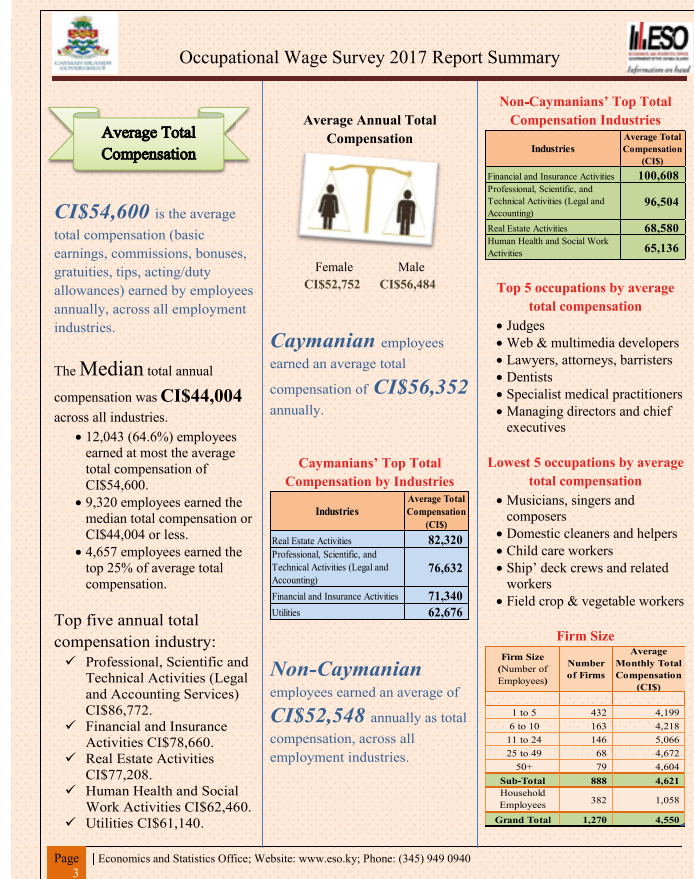 CAYMAN ISLANDS
GOVERNMENT
Occupational Wage Survey 2017 Report Summary
ESO
Information on hand
Average Total
Compensation
CI$54,600 is the average
total compensation (basic
earnings, commissions, bonuses,
gratuities, tips, acting/duty
allowances) earned by employees
annually, across all employment
industries.
The Median total annual
compensation was CI$44,004
across all industries.
• 12,043 (64.6%) employees
earned at most the average
total compensation of
CI$54,600.
• 9,320 employees earned the
median total compensation or
CI$44,004 or less.
• 4,657 employees earned the
top 25% of average total
compensation.
Top five annual total
compensation industry:
✓ Professional, Scientific and
Technical Activities (Legal
and Accounting Services)
CI$86,772.
✓ Financial and Insurance
Activities CI$78,660.
✓ Real Estate Activities
CI$77,208.
✓ Human Health and Social
Work Activities CI$62,460.
✓ Utilities CI$61,140.
Average Annual Total
Compensation
Female Male
CI$52,752 CI$56,484
Caymanian employees
earned an average total
compensation of CI$56,352
annually.
Caymanians' Top Total
Compensation by Industries
Industries
Average Total
Compensation
(CI$)
Real Estate Activities 82,320
Professional, Scientific, and
Technical Activities (Legal and
Accounting)
76,632
Financial and Insurance Activities 71,340
Utilities 62,676
Non-Caymanian
employees earned an average of
CI$52,548 annually as total
compensation, across all
employment industries.
Non-Caymanians' Top Total
Compensation Industries
Industries
Average Total
Compensation
(CI$)
Financial and Insurance Activities 100,608
Professional, Scientific, and
Technical Activities (Legal and
Accounting)
96,504
Real Estate Activities 68,580
Human Health and Social Work
Activities
65,136
Top 5 occupations by average
total compensation
• Judges
• Web & multimedia developers
• Lawyers, attorneys, barristers
• Dentists
• Specialist medical practitioners
• Managing directors and chief
executives
Lowest 5 occupations by average
total compensation
• Musicians, singers and
composers
• Domestic cleaners and helpers
• Child care workers
• Ship' deck crews and related
workers
• Field crop & vegetable workers
Firm Size
Firm Size
(Number of
Employees)
Number
of Firms
Average
Monthly Total
Compensation
(CI$)
1 to 5 432 4,199
6 to 10 163 4,218
11 to 24 146 5,066
25 to 49 68 4,672
50+ 79 4,604
Sub-Total 888 4,621
Household
Employees
382 1,058
Grand Total 1,270 4,550
Page
3
Economics and Statistics Office; Website: www.eso.ky; Phone: (345) 949 0940